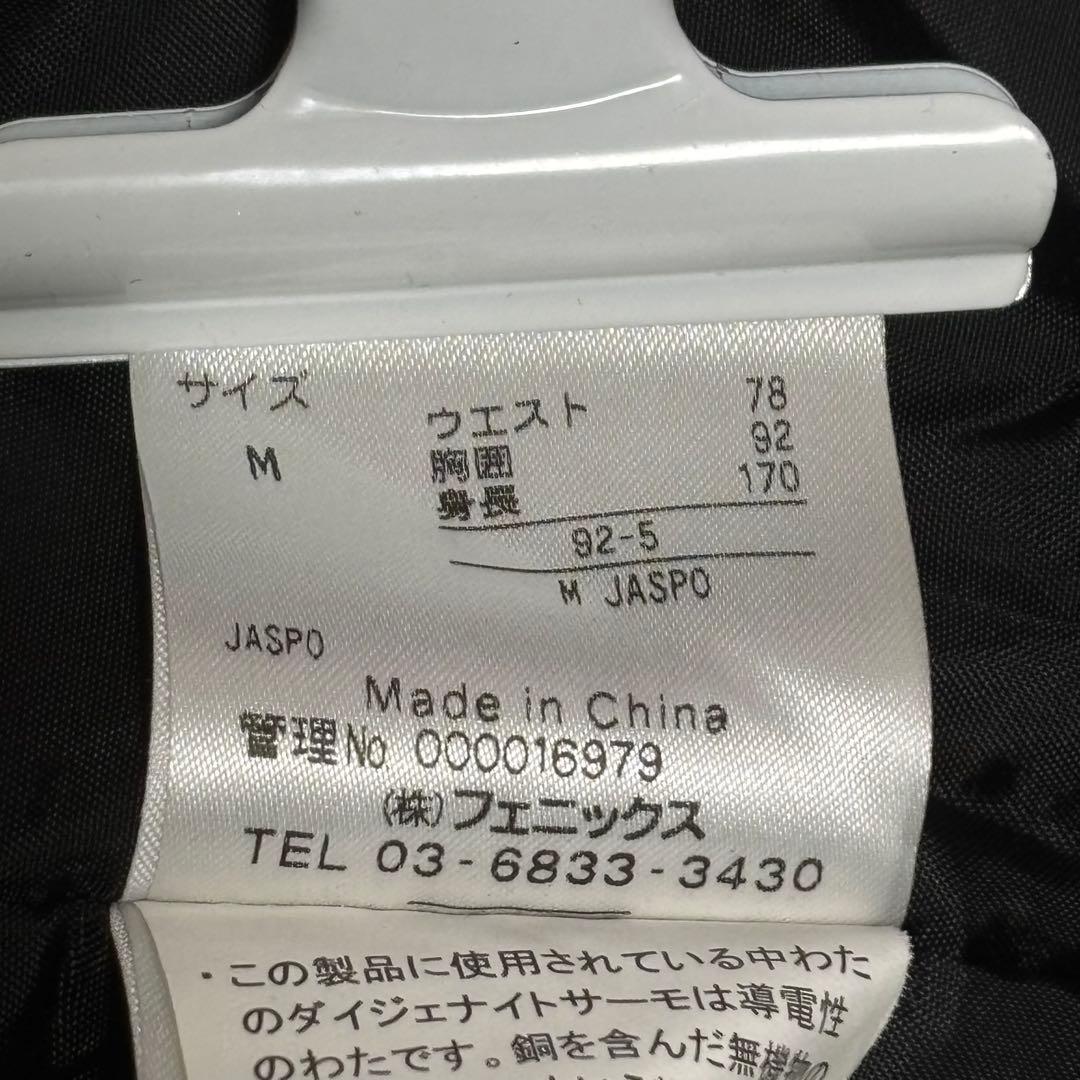 サイズ
M
ウエスト 78
胸囲 92
身長 170
92-5
M JASPO
JASPO
Made in China
管理No 000016979
(株)フェニックス
TEL 03-6833-3430
・この製品に使用されている中わた
のダイジェナイトサーモは導電性
のわたです。銅を含んだ無機物の